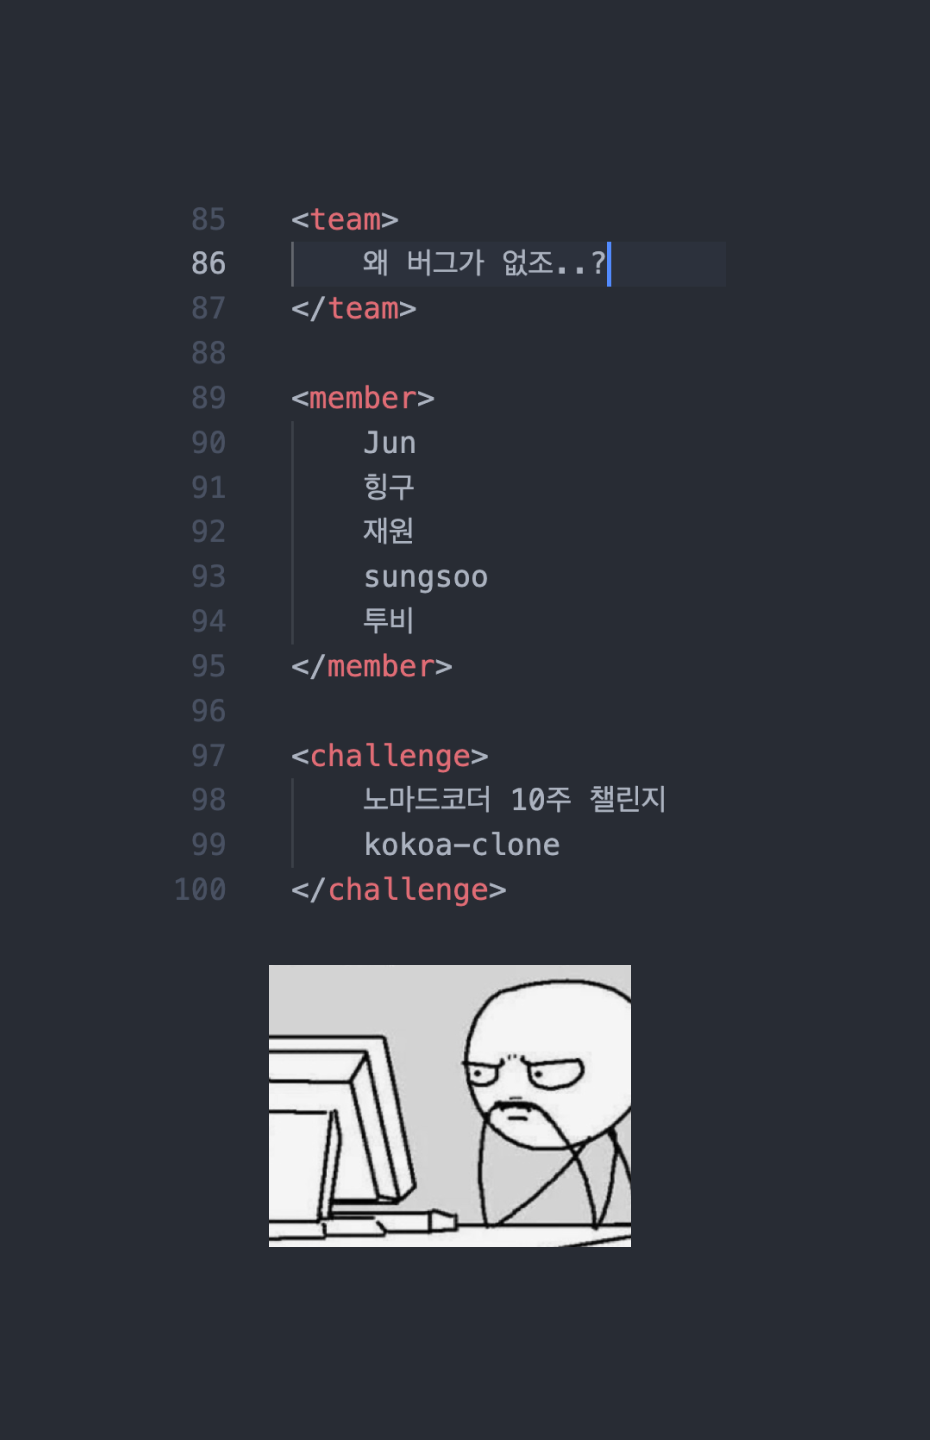 85 <team>
86 왜 버그가 없조..?
87 </team>
88
89 <member>
90 Jun
91 힝구
92 재원
93 sungsoo
94 투비
95 </member>
96
97 <challenge>
98 노마드코더 10주 챌린지
99 kokoa-clone
100 </challenge>